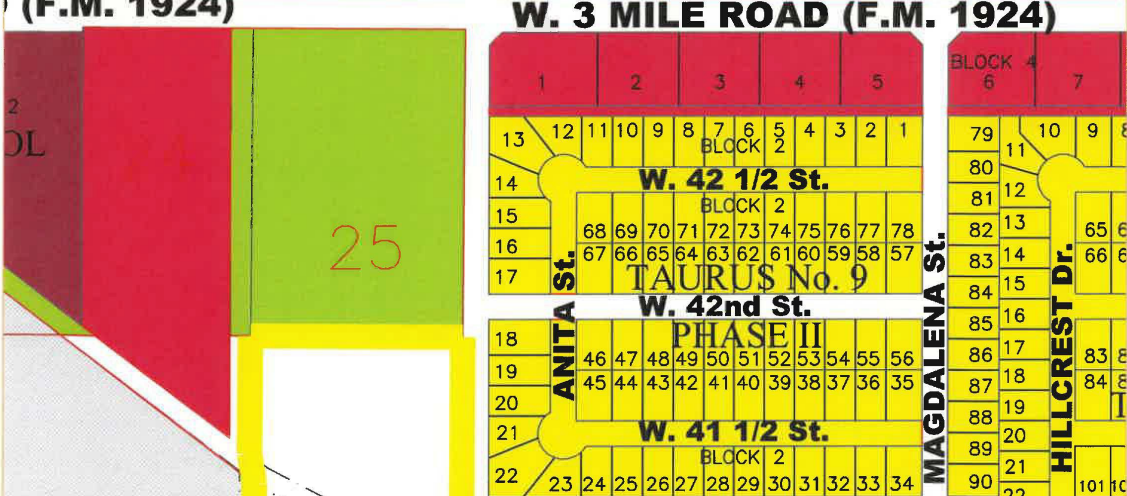 (F.M. 1924)
W. 3 MILE ROAD (F.M. 1924)
2
OL
25
1 2 3 4 5
BLOCK 4
6 7
13 12 11 10 9 8 7 6 5 4 3 2 1
BLOCK 2
14
W. 42 1/2 St.
BLOCK 2
15
68 69 70 71 72 73 74 75 76 77 78
16
67 66 65 64 63 62 61 60 59 58 57
17
TAURUS No. 9
W. 42nd St.
PHASE II
18
46 47 48 49 50 51 52 53 54 55 56
19
45 44 43 42 41 40 39 38 37 36 35
20
21
W. 41 1/2 St.
BLOCK 2
22 23 24 25 26 27 28 29 30 31 32 33 34
ANITA St.
MAGDALENA St.
79 10 9
80 11
81 12
82 13 65
83 14 66
84 15
85 16
86 17 83
87 18 84
88 19
89 20
90 21
22
101
HILLCREST Dr.